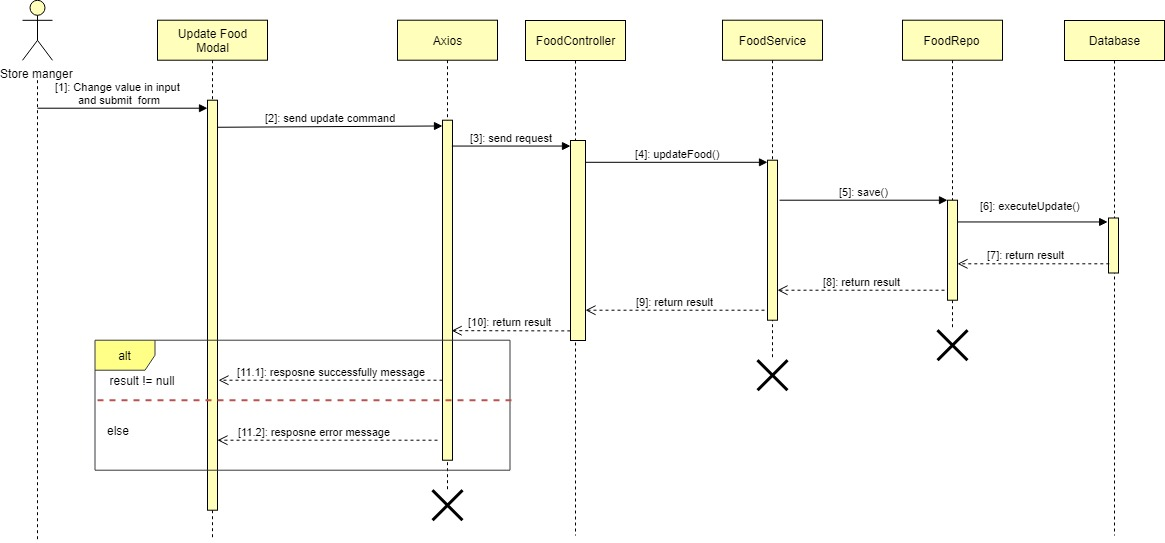 Update Food
Modal
Axios
FoodController
FoodService
FoodRepo
Database
Store manger
[1]: Change value in input
and submit form
[2]: send update command
[3]: send request
[4]: updateFood()
[5]: save()
[6]: executeUpdate()
[7]: return result
[8]: return result
[9]: return result
[10]: return result
alt
result != null
[11.1]: resposne successfully message
else
[11.2]: resposne error message